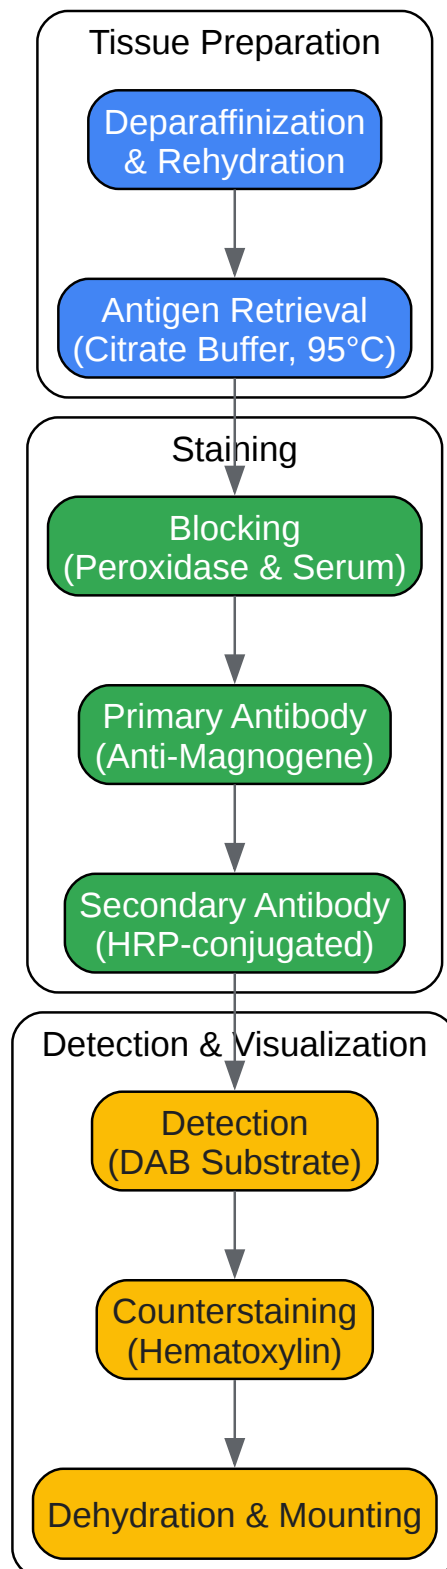 Tissue Preparation
Deparaffinization
& Rehydration
Antigen Retrieval
(Citrate Buffer, 95°C)
Staining
Blocking
(Peroxidase & Serum)
Primary Antibody
(Anti-Magnogene)
Secondary Antibody
(HRP-conjugated)
Detection & Visualization
Detection
(DAB Substrate)
Counterstaining
(Hematoxylin)
Dehydration & Mounting